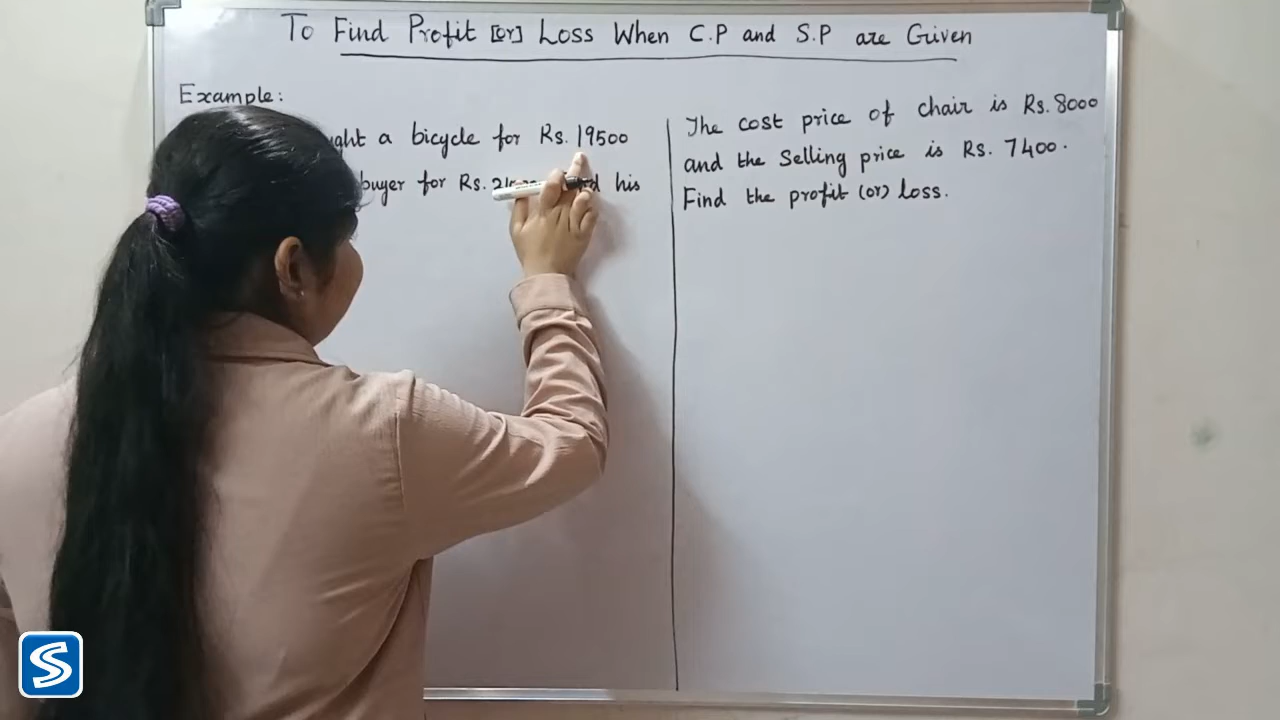 To Find Profit [or] Loss When C.P and S.P are Given
Example:
a bicycle for Rs. 19500
buyer for Rs. his
The cost price of chair is Rs. 8000
and the Selling price is Rs. 7400.
Find the profit (or) loss.
S